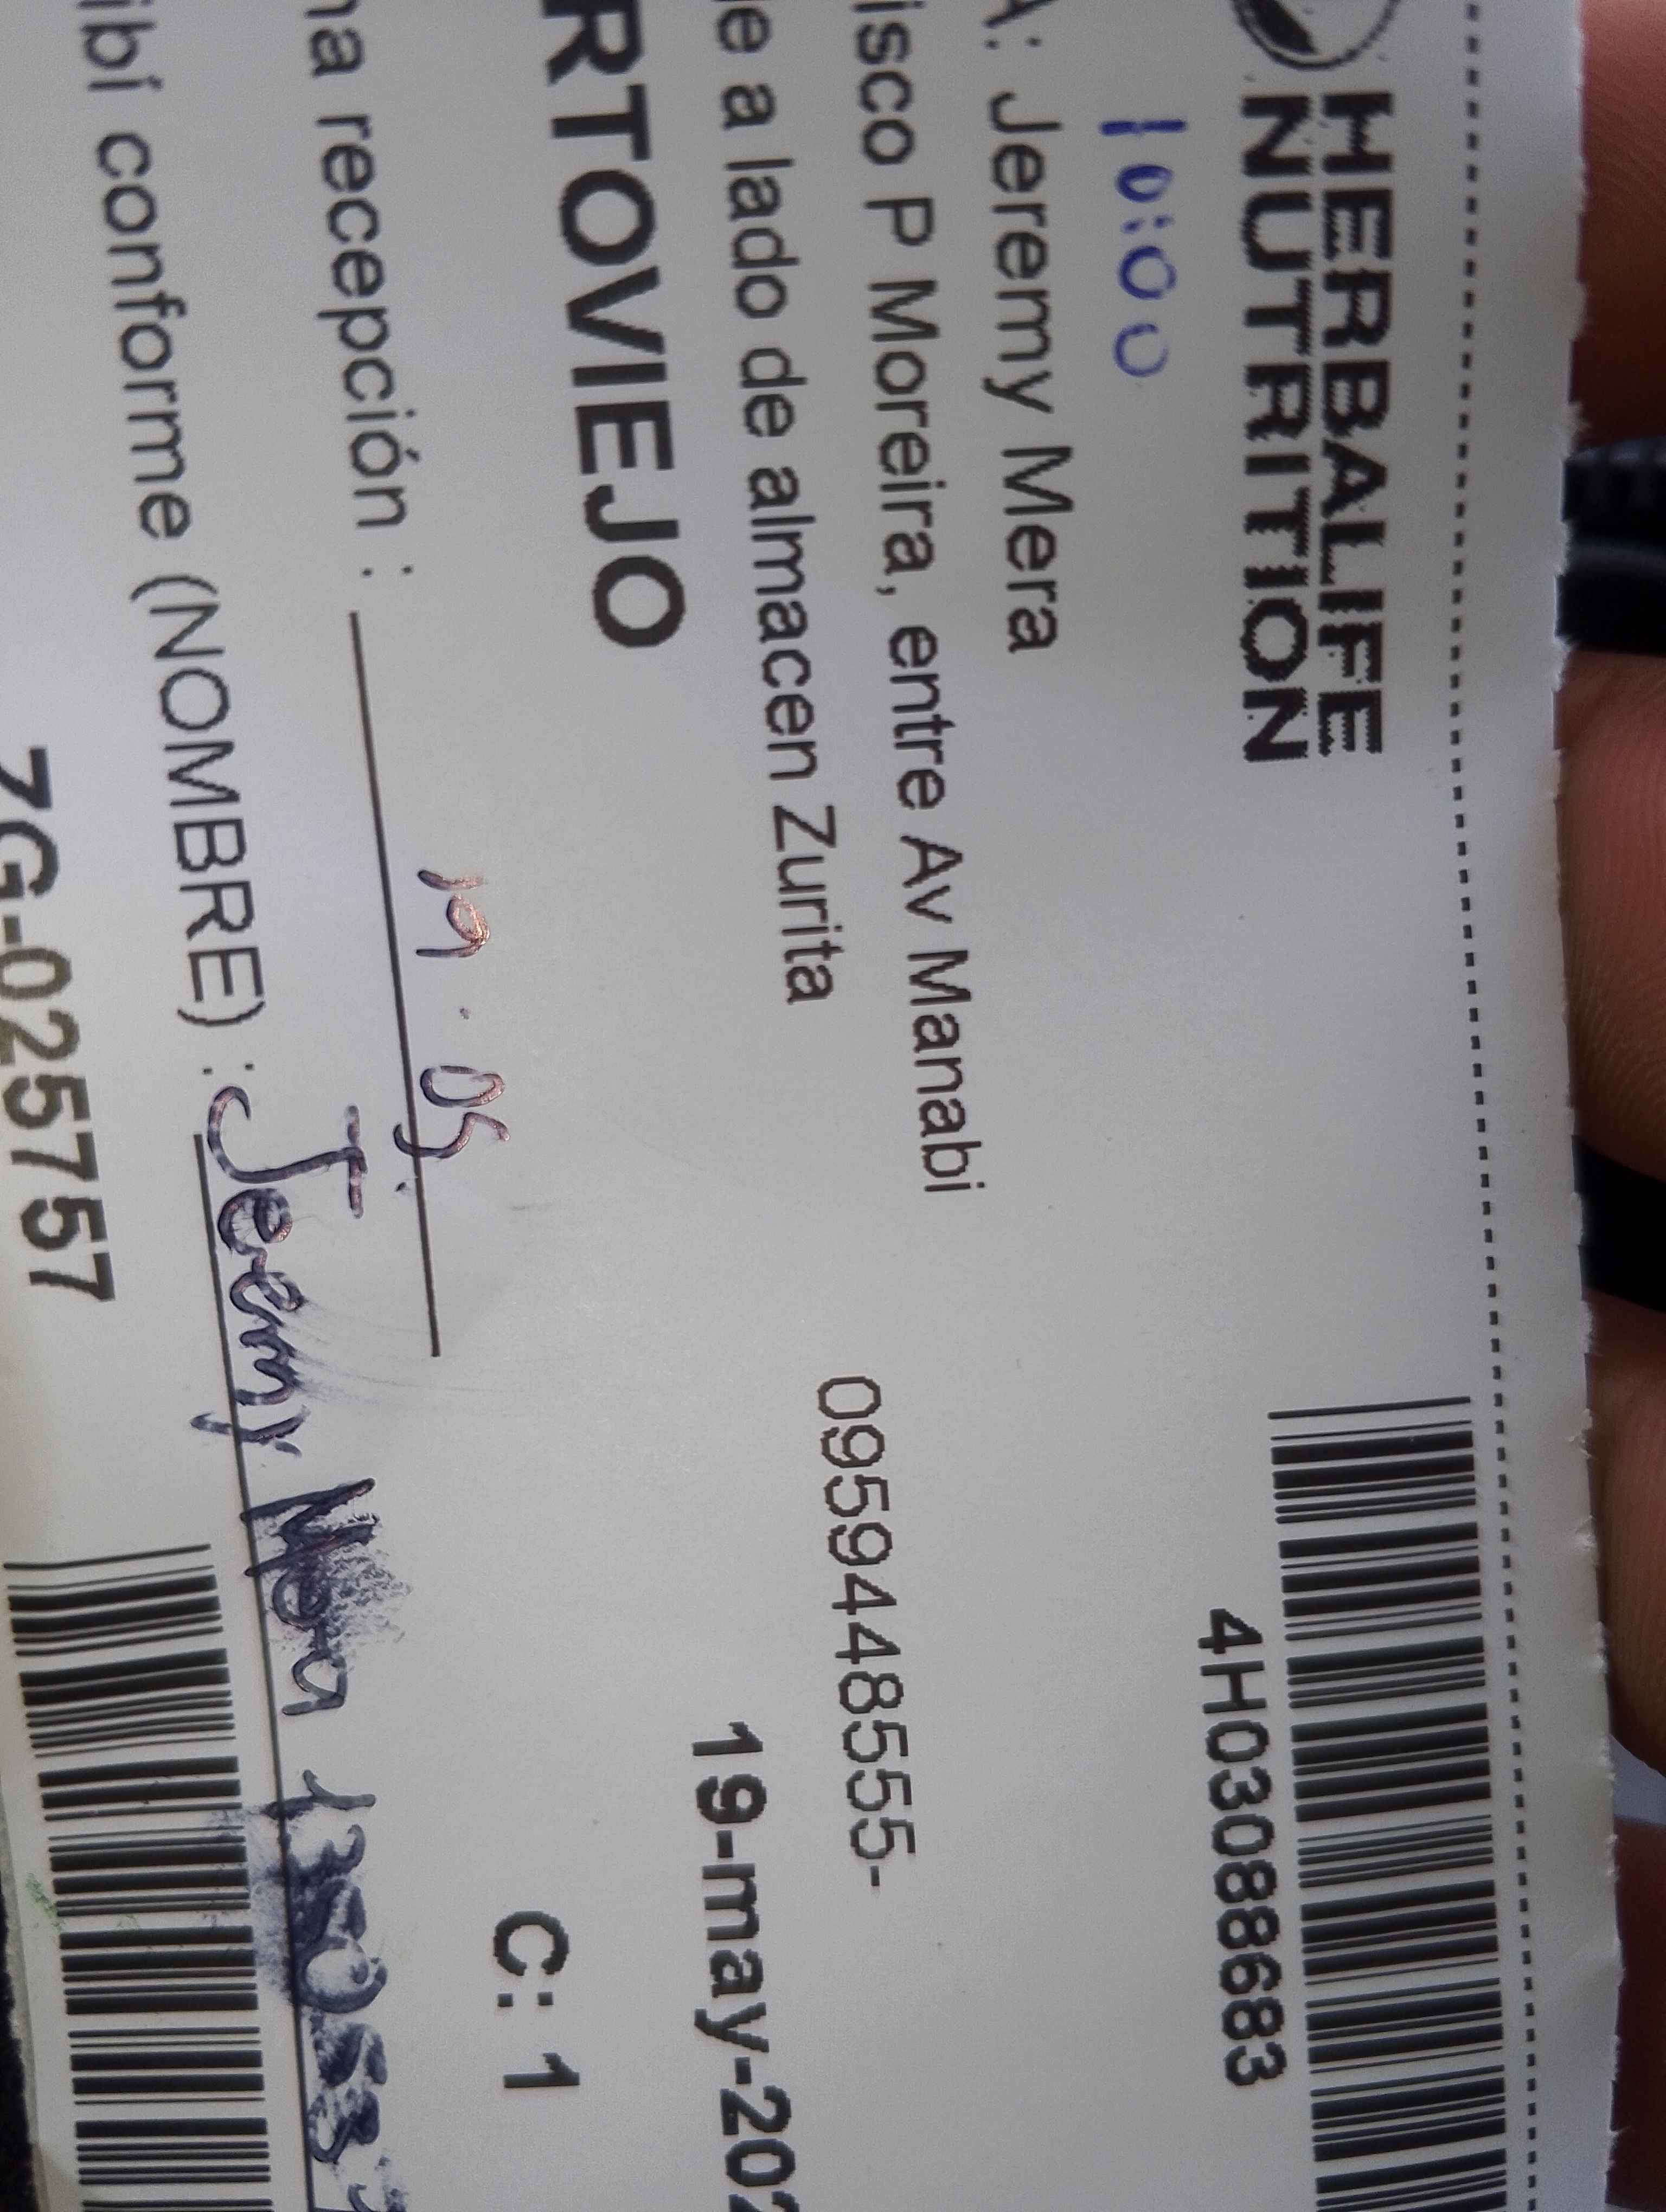 HERBALIFE
NUTRITION
4H03088683
10:00
A: Jeremy Mera
isco P Moreira, entre Av Manabi
e a lado de almacen Zurita
0959448555-
19-may-202
RTOVIEJO
C: 1
na recepción : 19.05.
ibí conforme (NOMBRE) : Jeremy Mera
ZG-025757